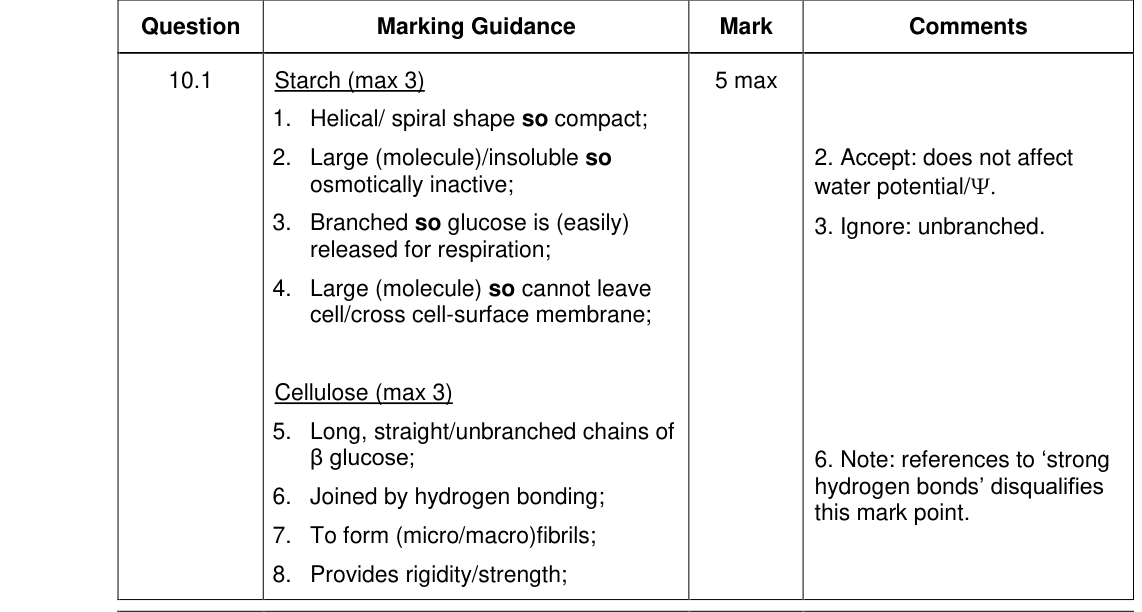 Question Marking Guidance Mark Comments
10.1 Starch (max 3) 5 max
1. Helical/ spiral shape so compact;
2. Large (molecule)/insoluble so
osmotically inactive;
2. Accept: does not affect
water potential/Ψ.
3. Branched so glucose is (easily)
released for respiration;
3. Ignore: unbranched.
4. Large (molecule) so cannot leave
cell/cross cell-surface membrane;
Cellulose (max 3)
5. Long, straight/unbranched chains of
β glucose;
6. Joined by hydrogen bonding;
6. Note: references to ‘strong
hydrogen bonds’ disqualifies
this mark point.
7. To form (micro/macro)fibrils;
8. Provides rigidity/strength;